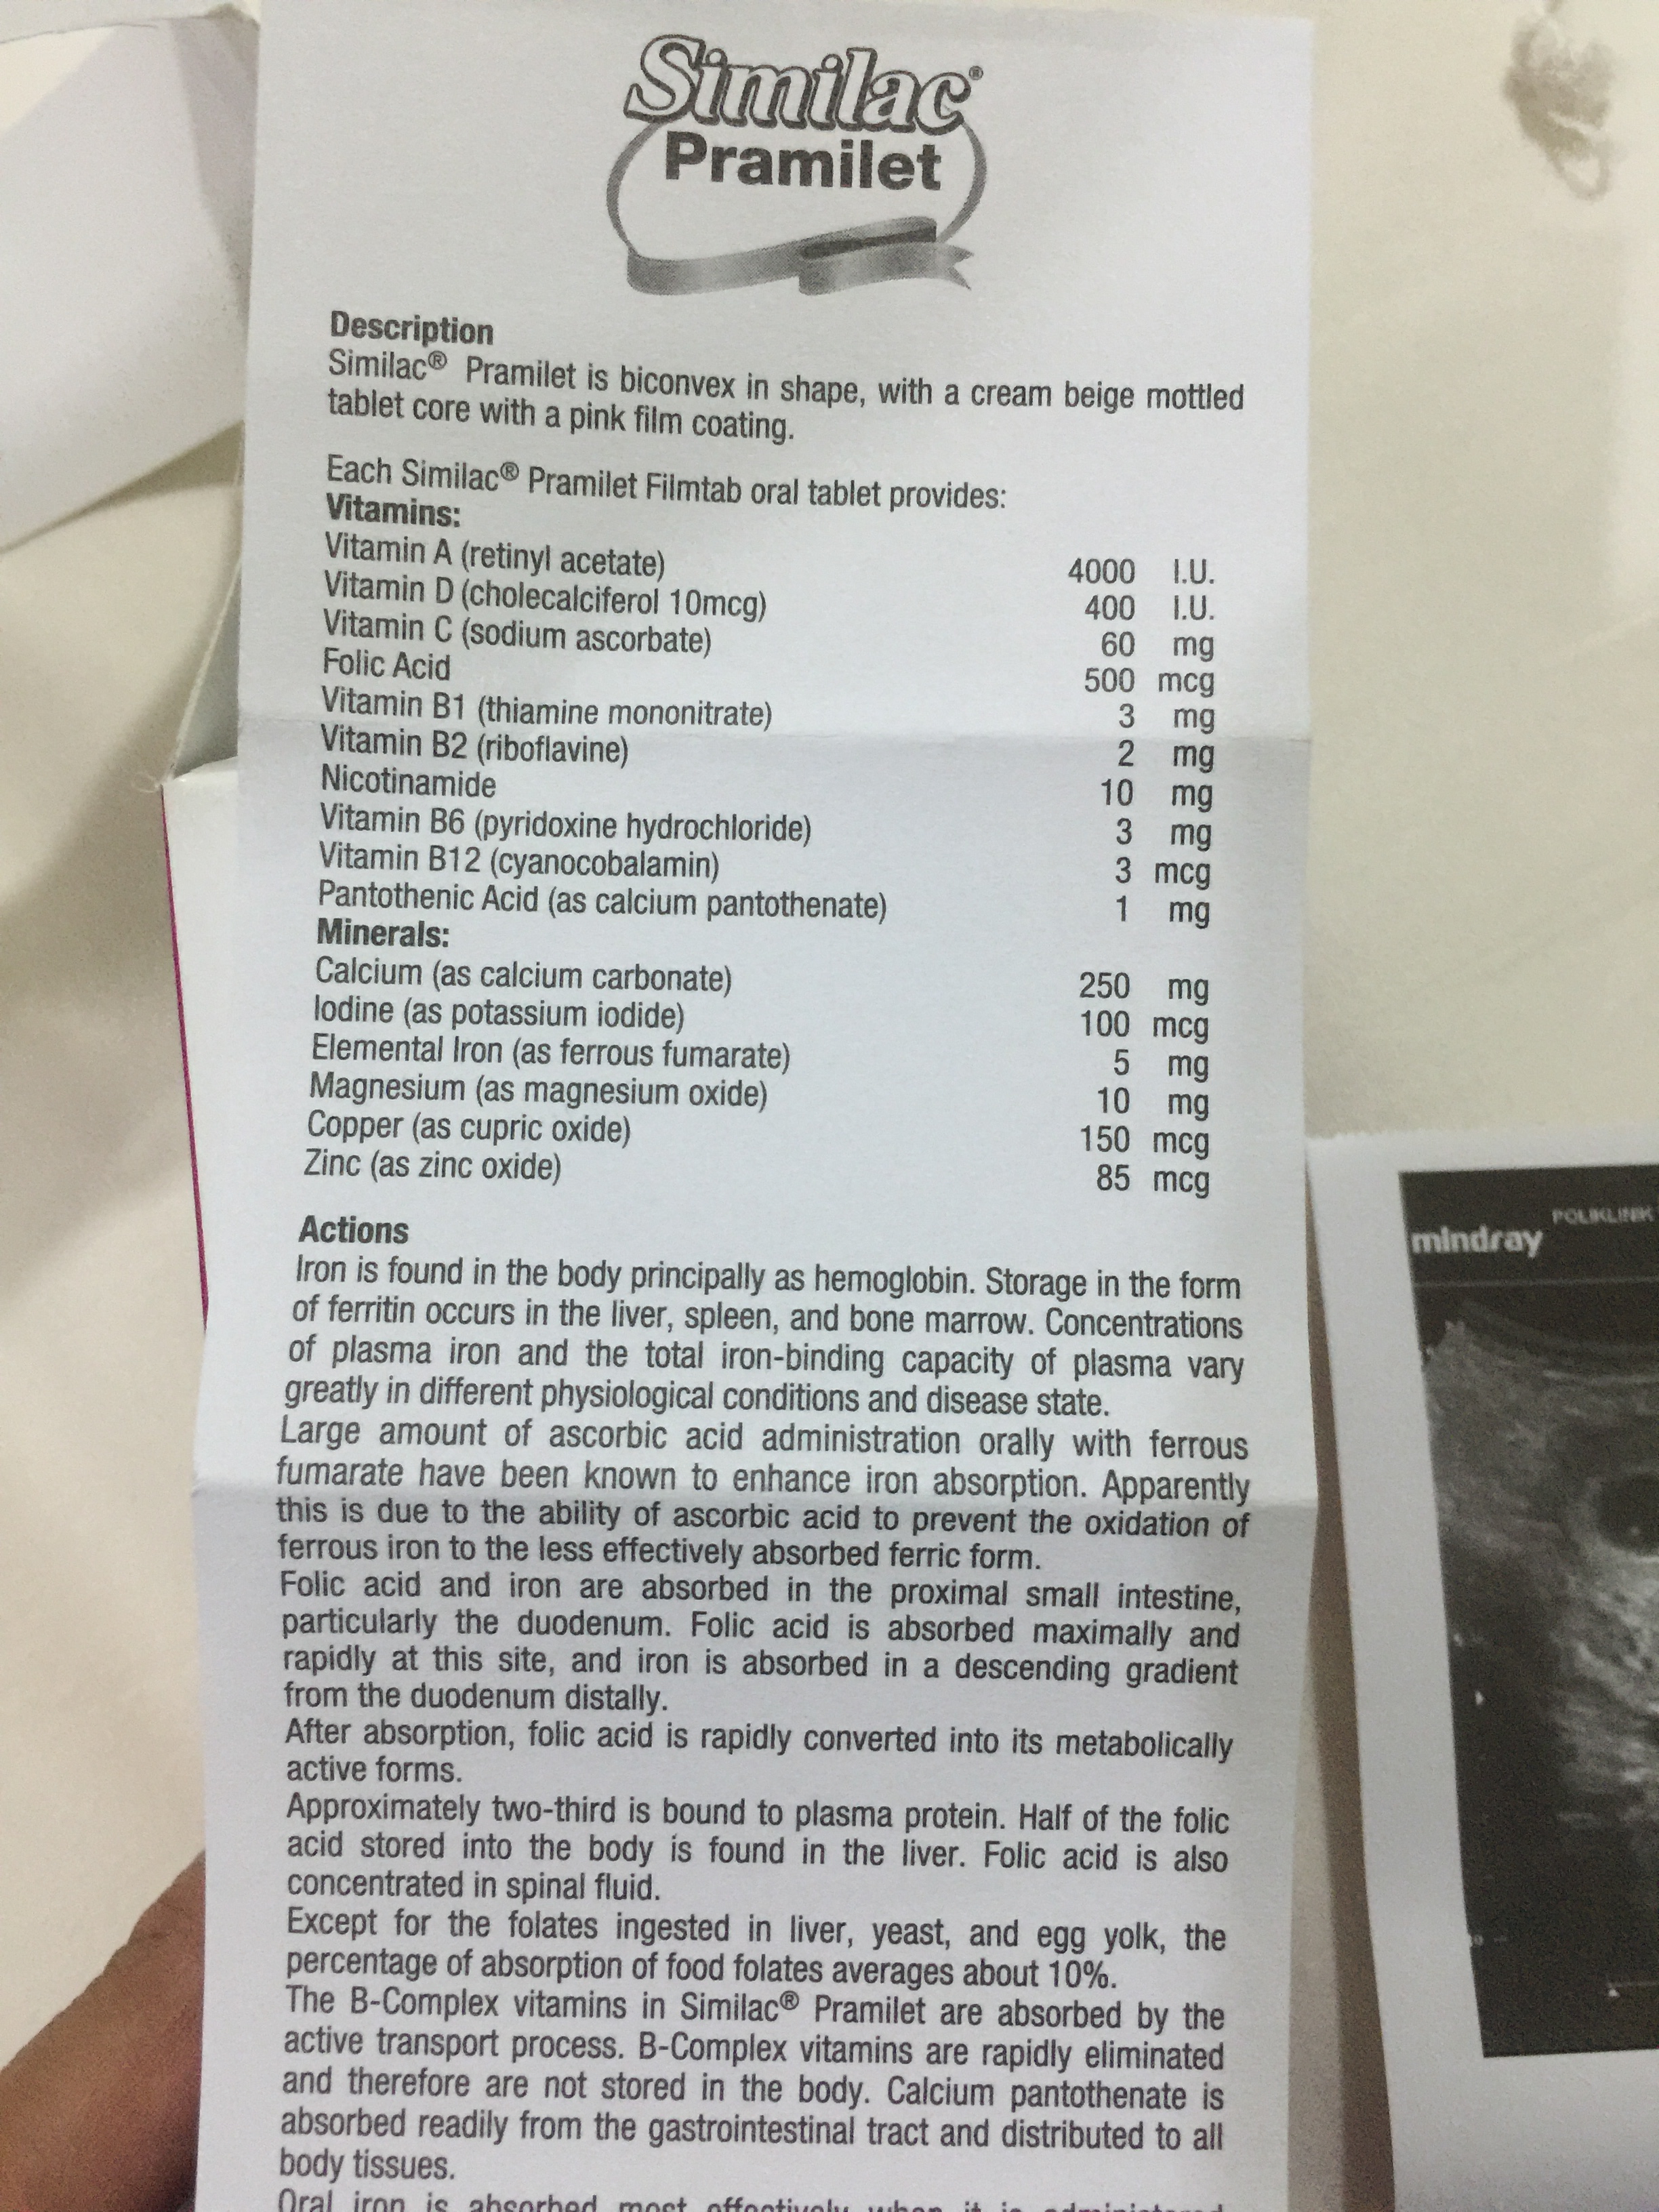 Similac®
Pramilet
Description
Similac® Pramilet is biconvex in shape, with a cream beige mottled
tablet core with a pink film coating.
Each Similac® Pramilet Filmtab oral tablet provides:
Vitamins:
Vitamin A (retinyl acetate) 4000 I.U.
Vitamin D (cholecalciferol 10mcg) 400 I.U.
Vitamin C (sodium ascorbate) 60 mg
Folic Acid 500 mcg
Vitamin B1 (thiamine mononitrate) 3 mg
Vitamin B2 (riboflavine) 2 mg
Nicotinamide 10 mg
Vitamin B6 (pyridoxine hydrochloride) 3 mg
Vitamin B12 (cyanocobalamin) 3 mcg
Pantothenic Acid (as calcium pantothenate) 1 mg
Minerals:
Calcium (as calcium carbonate) 250 mg
Iodine (as potassium iodide) 100 mcg
Elemental Iron (as ferrous fumarate) 5 mg
Magnesium (as magnesium oxide) 10 mg
Copper (as cupric oxide) 150 mcg
Zinc (as zinc oxide) 85 mcg
Actions
Iron is found in the body principally as hemoglobin. Storage in the form
of ferritin occurs in the liver, spleen, and bone marrow. Concentrations
of plasma iron and the total iron-binding capacity of plasma vary
greatly in different physiological conditions and disease state.
Large amount of ascorbic acid administration orally with ferrous
fumarate have been known to enhance iron absorption. Apparently
this is due to the ability of ascorbic acid to prevent the oxidation of
ferrous iron to the less effectively absorbed ferric form.
Folic acid and iron are absorbed in the proximal small intestine,
particularly the duodenum. Folic acid is absorbed maximally and
rapidly at this site, and iron is absorbed in a descending gradient
from the duodenum distally.
After absorption, folic acid is rapidly converted into its metabolically
active forms.
Approximately two-third is bound to plasma protein. Half of the folic
acid stored into the body is found in the liver. Folic acid is also
concentrated in spinal fluid.
Except for the folates ingested in liver, yeast, and egg yolk, the
percentage of absorption of food folates averages about 10%.
The B-Complex vitamins in Similac® Pramilet are absorbed by the
active transport process. B-Complex vitamins are rapidly eliminated
and therefore are not stored in the body. Calcium pantothenate is
absorbed readily from the gastrointestinal tract and distributed to all
body tissues.
Oral iron is absorbed most effectively when it is administered
POLIKLINIK
mindray